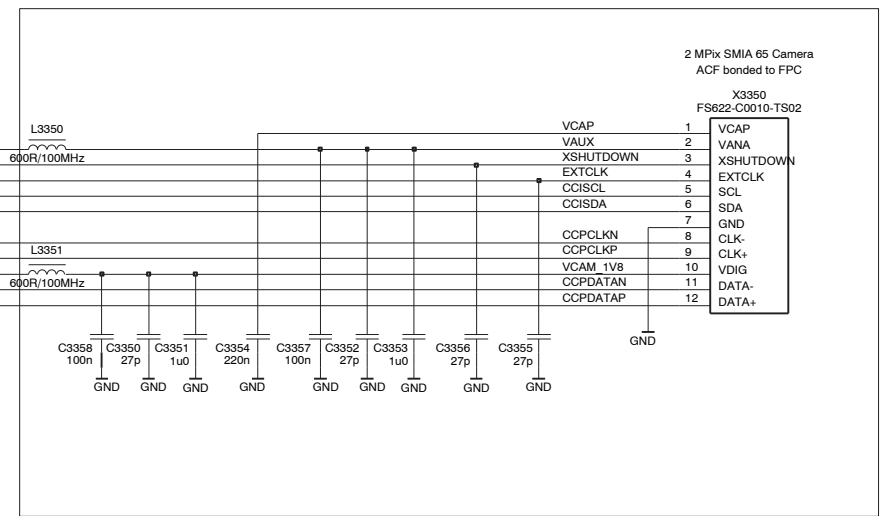 2 MPix SMIA 65 Camera
ACF bonded to FPC
X3350
FS622-C0010-TS02
L3350
600R/100MHz
VCAP 1 VCAP
VAUX 2 VANA
XSHUTDOWN 3 XSHUTDOWN
EXTCLK 4 EXTCLK
CCISCL 5 SCL
CCISDA 6 SDA
7 GND
CCPCLKN 8 CLK-
L3351
CCPCLKP 9 CLK+
VCAM_1V8 10 VDIG
600R/100MHz
CCPDATAN 11 DATA-
CCPDATAP 12 DATA+
GND
C3358 C3350 C3351 C3354 C3357 C3352 C3353 C3356 C3355
100n 27p 1u0 220n 100n 27p 1u0 27p 27p
GND GND GND GND GND GND GND GND GND